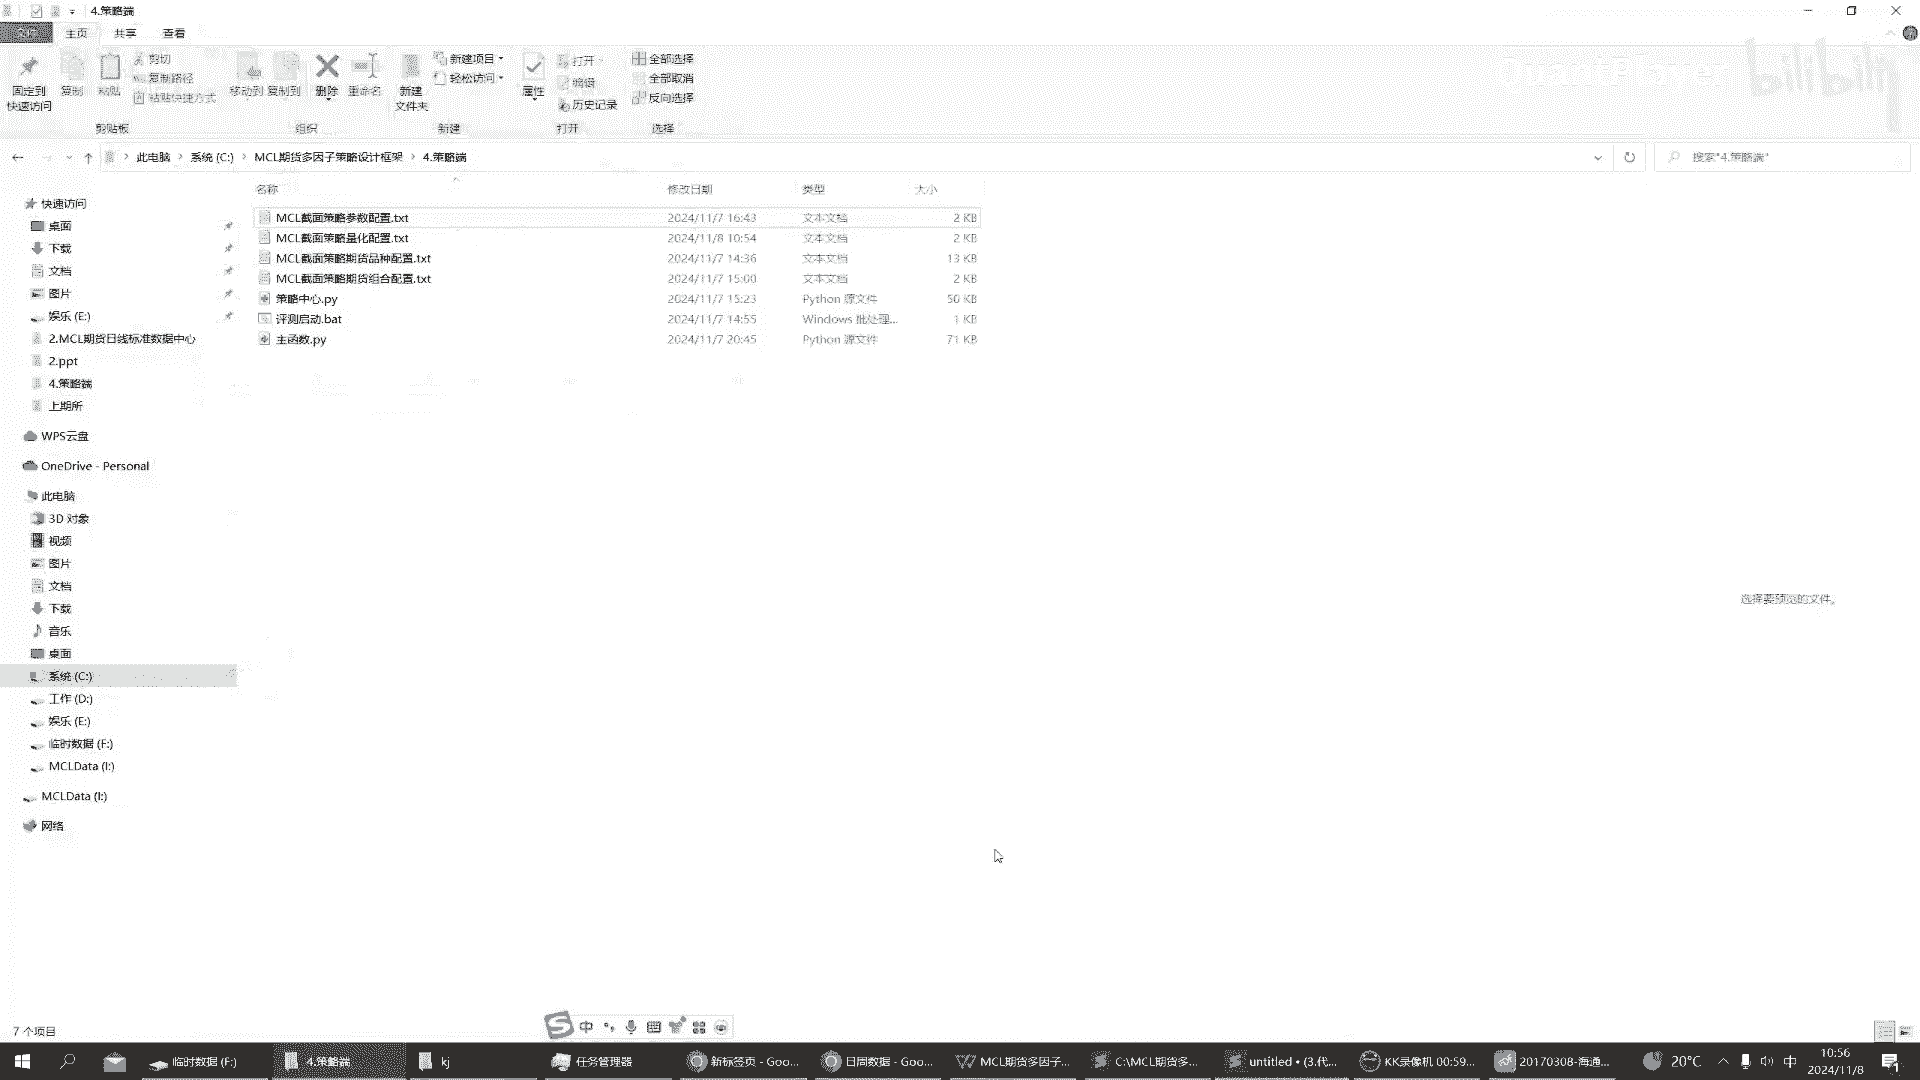 4.策略端
文件 主页 共享 查看
固定到快速访问 复制 粘贴 剪切 复制路径 粘贴快捷方式 移动到 复制到 删除 重命名 新建文件夹 新建项目 轻松访问 属性 打开 编辑 历史记录 全部选择 全部取消 反向选择
剪贴板 组织 新建 打开 选择
bilibili
此电脑 › 系统 (C:) › MCL期货多因子策略设计框架 › 4.策略端
搜索"4.策略端"
名称 修改日期 类型 大小
MCL截面策略参数配置.txt 2024/11/7 16:43 文本文档 2 KB
MCL截面策略量化配置.txt 2024/11/8 10:54 文本文档 2 KB
MCL截面策略期货品种配置.txt 2024/11/7 14:36 文本文档 13 KB
MCL截面策略期货组合配置.txt 2024/11/7 15:00 文本文档 2 KB
策略中心.py 2024/11/7 15:23 Python 源文件 50 KB
评测启动.bat 2024/11/7 14:55 Windows 批处理... 1 KB
主函数.py 2024/11/7 20:45 Python 源文件 71 KB
快速访问
桌面
下载
文档
图片
娱乐 (E:)
2.MCL期货日线标准数据中心
2.ppt
4.策略端
上期所
WPS云盘
OneDrive - Personal
此电脑
3D 对象
视频
图片
文档
下载
音乐
桌面
系统 (C:)
工作 (D:)
娱乐 (E:)
临时数据 (F:)
MCLData (I:)
MCLData (I:)
网络
选择要预览的文件。
7 个项目
中
临时数据 (F:) 4.策略端 kj 任务管理器 新标签页 - Goo... 日周数据 - Goo... MCL期货多因子... C:\MCL期货多... untitled • (3.代... KK录像机 00:59... 20170308-海通... 20°C 中 10:56
2024/11/8